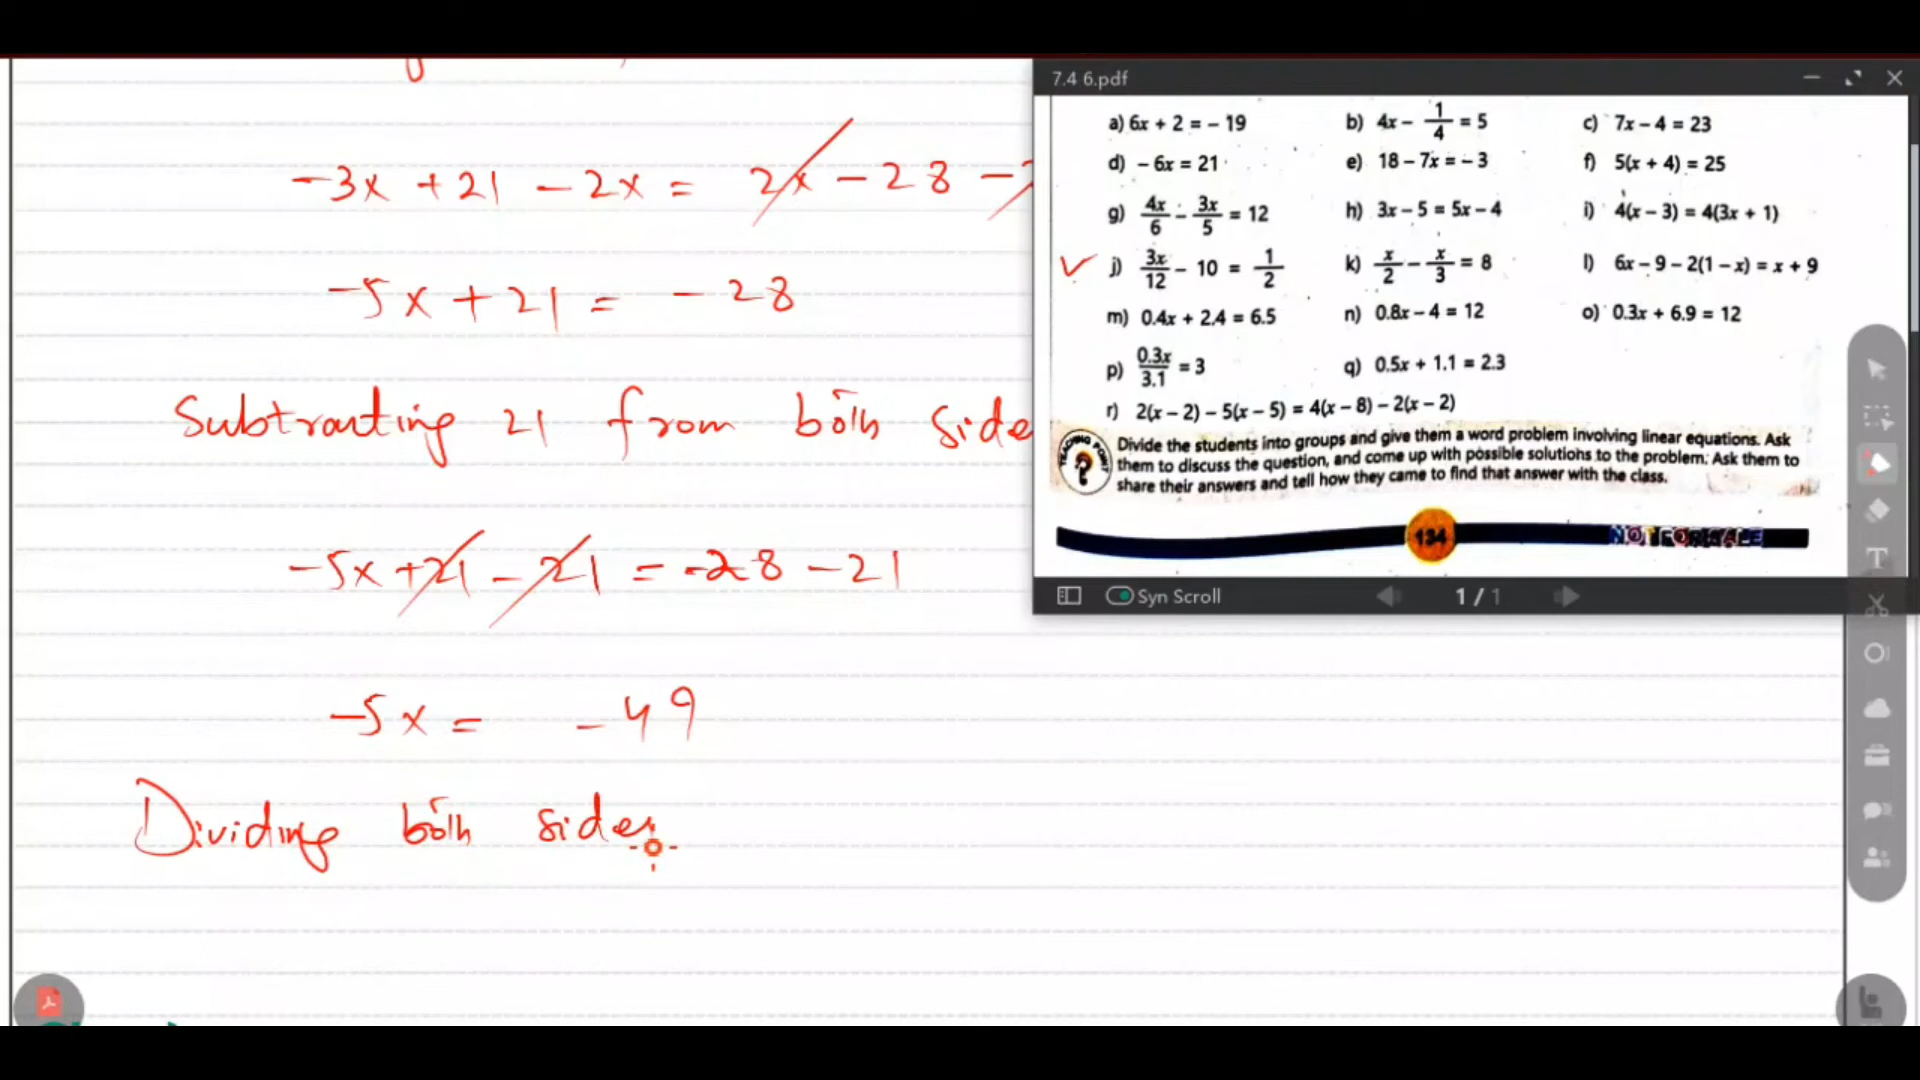 -3x + 21 - 2x = 2x - 28 -
-5x + 21 = - 28
Subtracting 21 from both side
-5x + 21 - 21 = -28 - 21
-5x = - 49
Dividing both sides
7.4 6.pdf
a) 6x + 2 = - 19 b) 4x - 1/4 = 5 c) 7x - 4 = 23
d) - 6x = 21 e) 18 - 7x = - 3 f) 5(x + 4) = 25
g) 4x/6 - 3x/5 = 12 h) 3x - 5 = 5x - 4 i) 4(x - 3) = 4(3x + 1)
✓ j) 3x/12 - 10 = 1/2 k) x/2 - x/3 = 8 l) 6x - 9 - 2(1 - x) = x + 9
m) 0.4x + 2.4 = 6.5 n) 0.8x - 4 = 12 o) 0.3x + 6.9 = 12
p) 0.3x/3.1 = 3 q) 0.5x + 1.1 = 2.3
r) 2(x - 2) - 5(x - 5) = 4(x - 8) - 2(x - 2)
TEACHING POINT
?
Divide the students into groups and give them a word problem involving linear equations. Ask
them to discuss the question, and come up with possible solutions to the problem. Ask them to
share their answers and tell how they came to find that answer with the class.
134
NOT FOR SALE
Syn Scroll
1 / 1
T